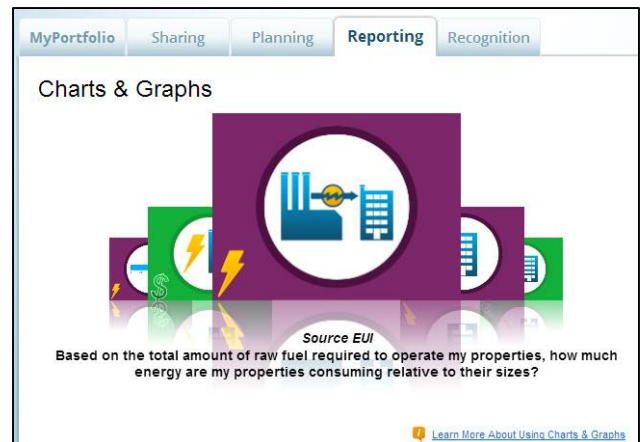 MyPortfolio Sharing Planning Reporting Recognition
Charts & Graphs
$
Source EUI
Based on the total amount of raw fuel required to operate my properties, how much
energy are my properties consuming relative to their sizes?
Learn More About Using Charts & Graphs